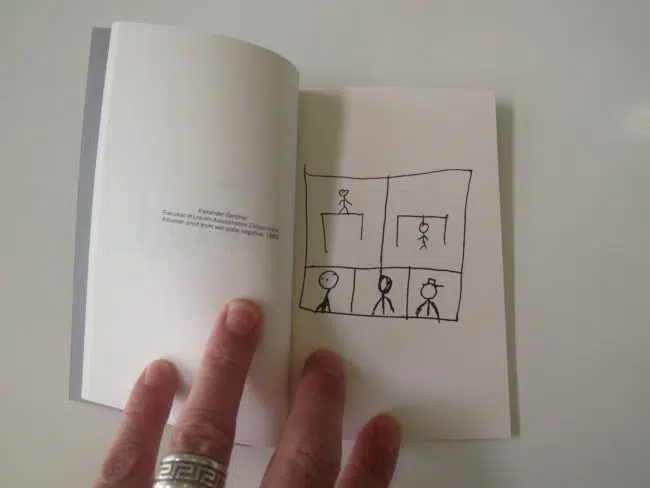 Alexander Gardner
Execution of Lincoln Assassination Conspirators
Albumen print from wet plate negative, 1865